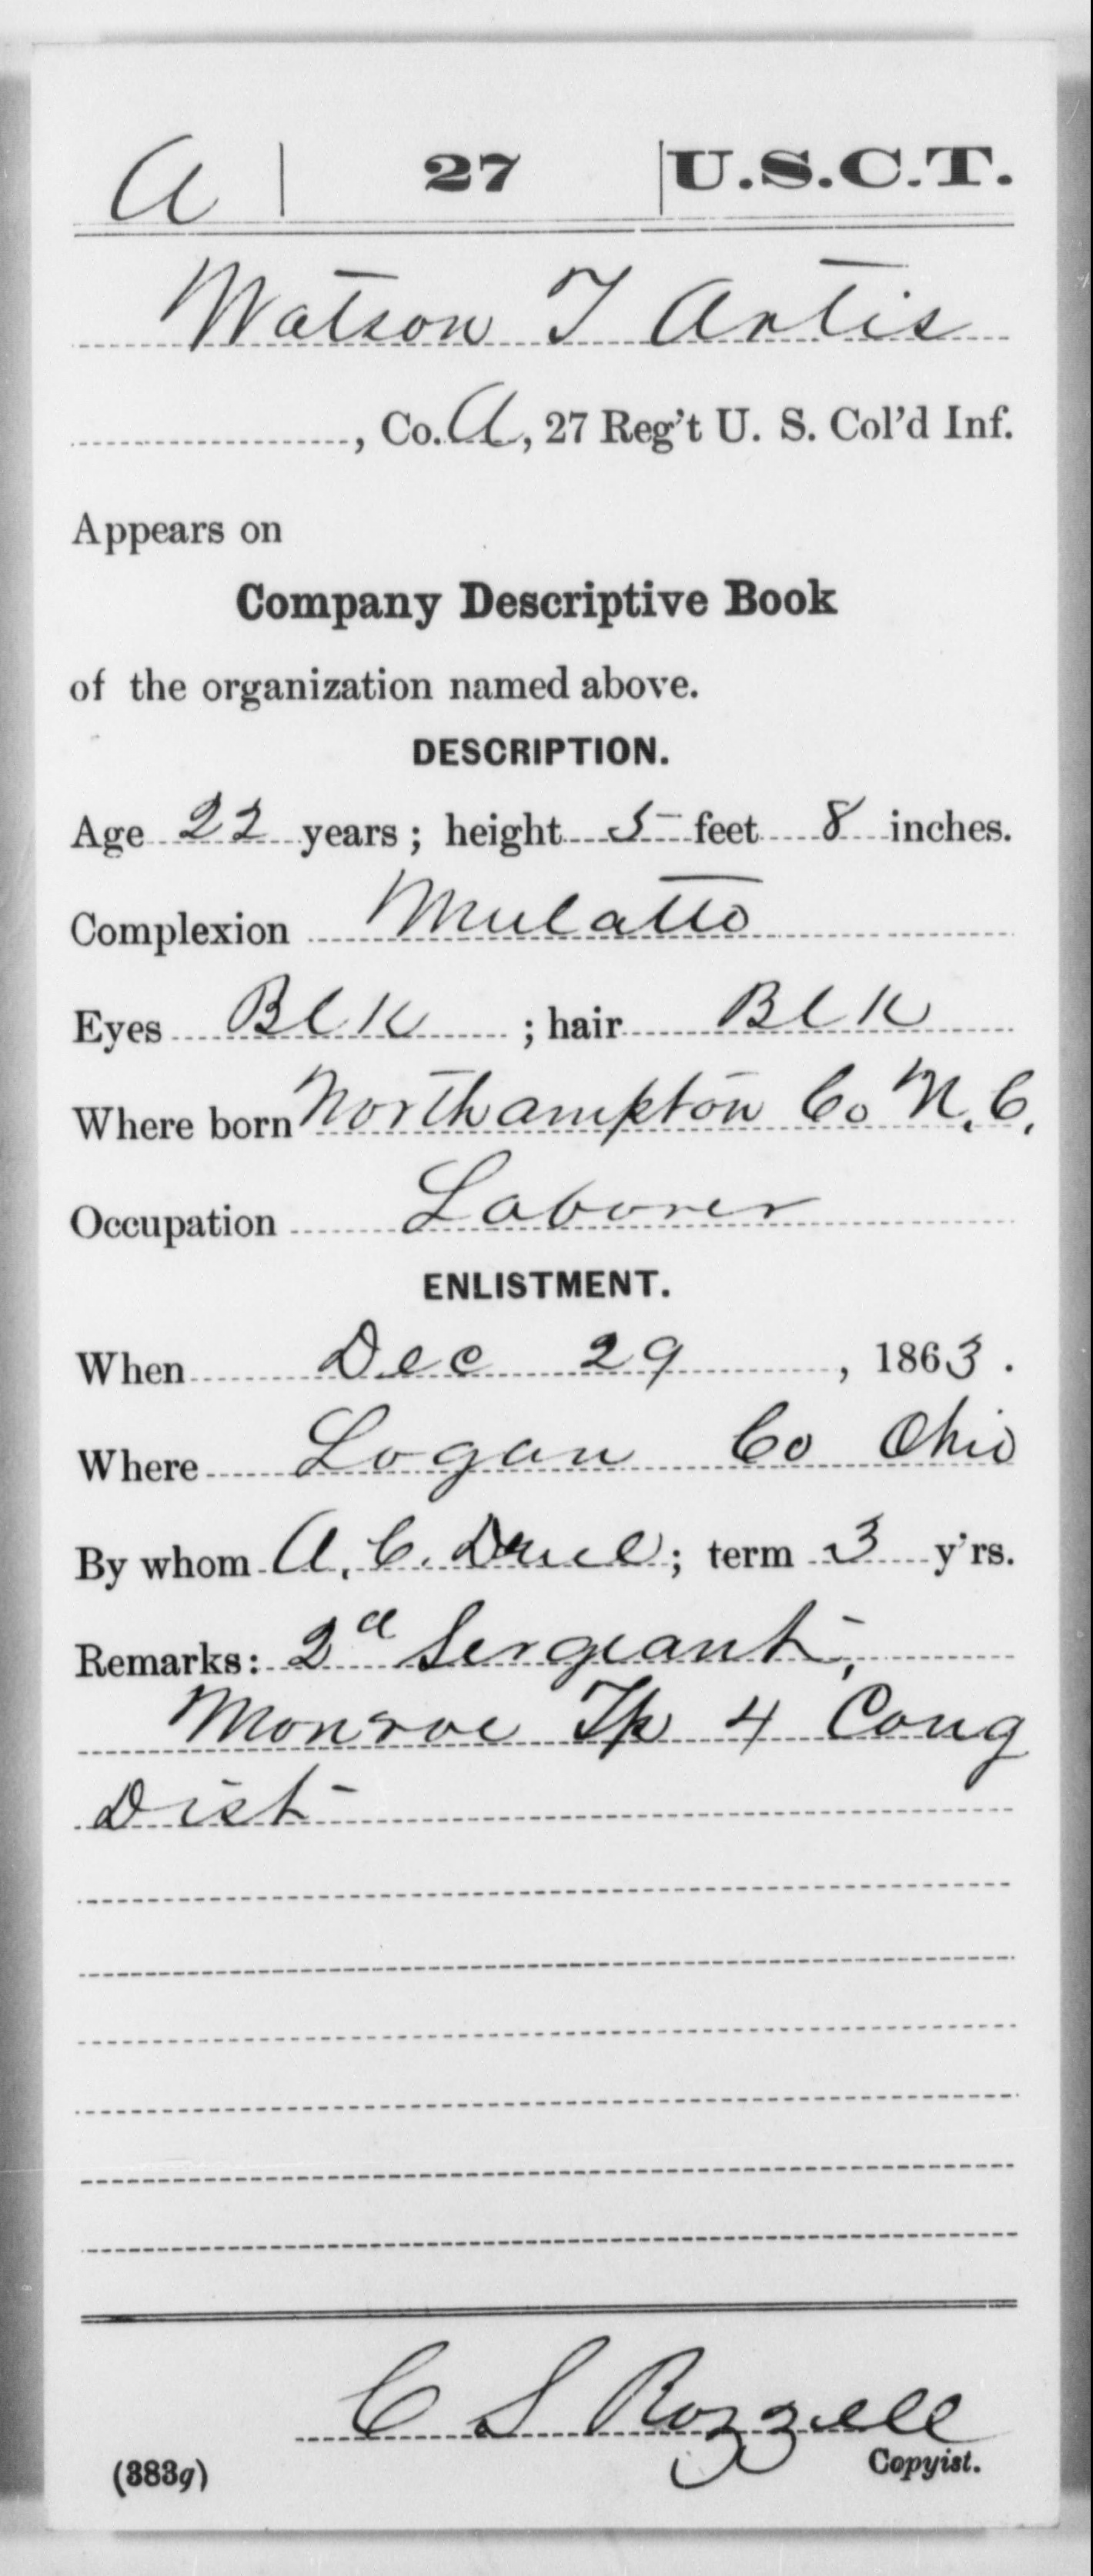 A | 27 | U.S.C.T.
Watson T Artis
, Co. A, 27 Reg't U. S. Col'd Inf.
Appears on
Company Descriptive Book
of the organization named above.
DESCRIPTION.
Age 22 years; height 5 feet 8 inches.
Complexion Mulatto
Eyes Blk ; hair Blk
Where born Northampton Co N.C.
Occupation Laborer
ENLISTMENT.
When Dec 29, 1863.
Where Logan Co Ohio
By whom A. C. ; term 3 y'rs.
Remarks: 2d Sergeant,
Monroe Tp 4 Cong
Dist
C S Rozzell
Copyist.
(383g)